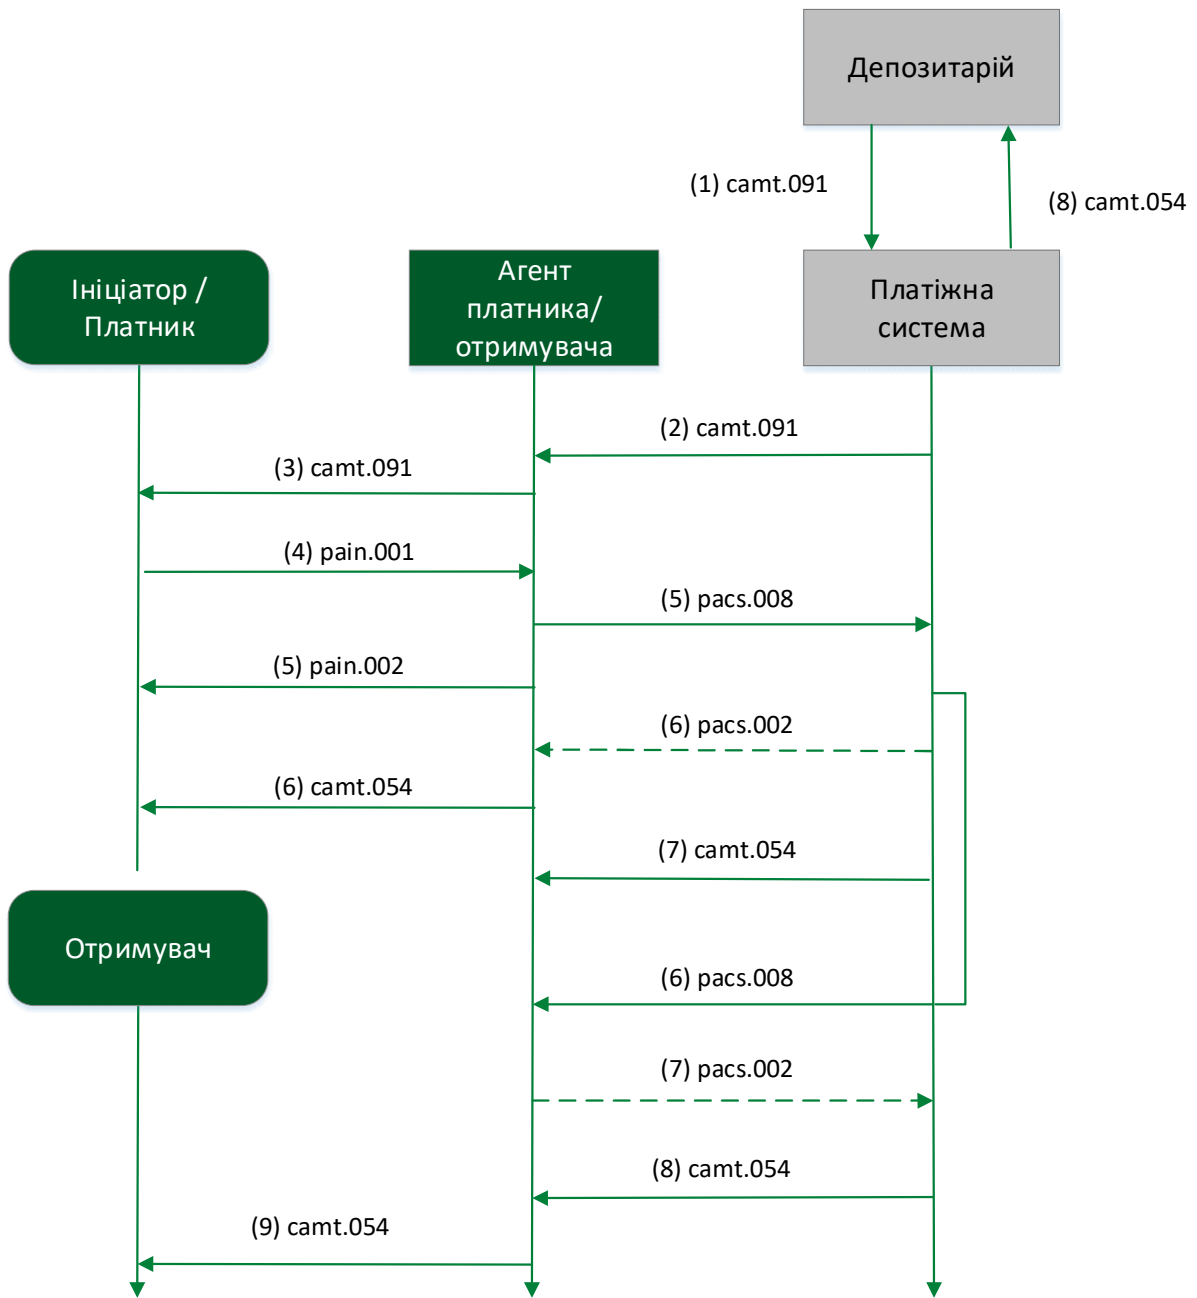 Депозитарій
(1) camt.091
(8) camt.054
Ініціатор /
Платник
Агент
платника/
отримувача
Платіжна
система
(2) camt.091
(3) camt.091
(4) pain.001
(5) pacs.008
(5) pain.002
(6) pacs.002
(6) camt.054
(7) camt.054
Отримувач
(6) pacs.008
(7) pacs.002
(8) camt.054
(9) camt.054